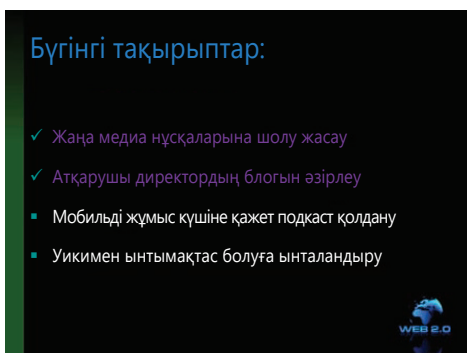 Бүгінгі тақырыптар:
✓ Жаңа медиа нұсқаларына шолу жасау
✓ Атқарушы директордың блогын әзірлеу
▪ Мобильді жұмыс күшіне қажет подкаст қолдану
▪ Уикимен ынтымақтас болуға ынталандыру
WEB 2.0